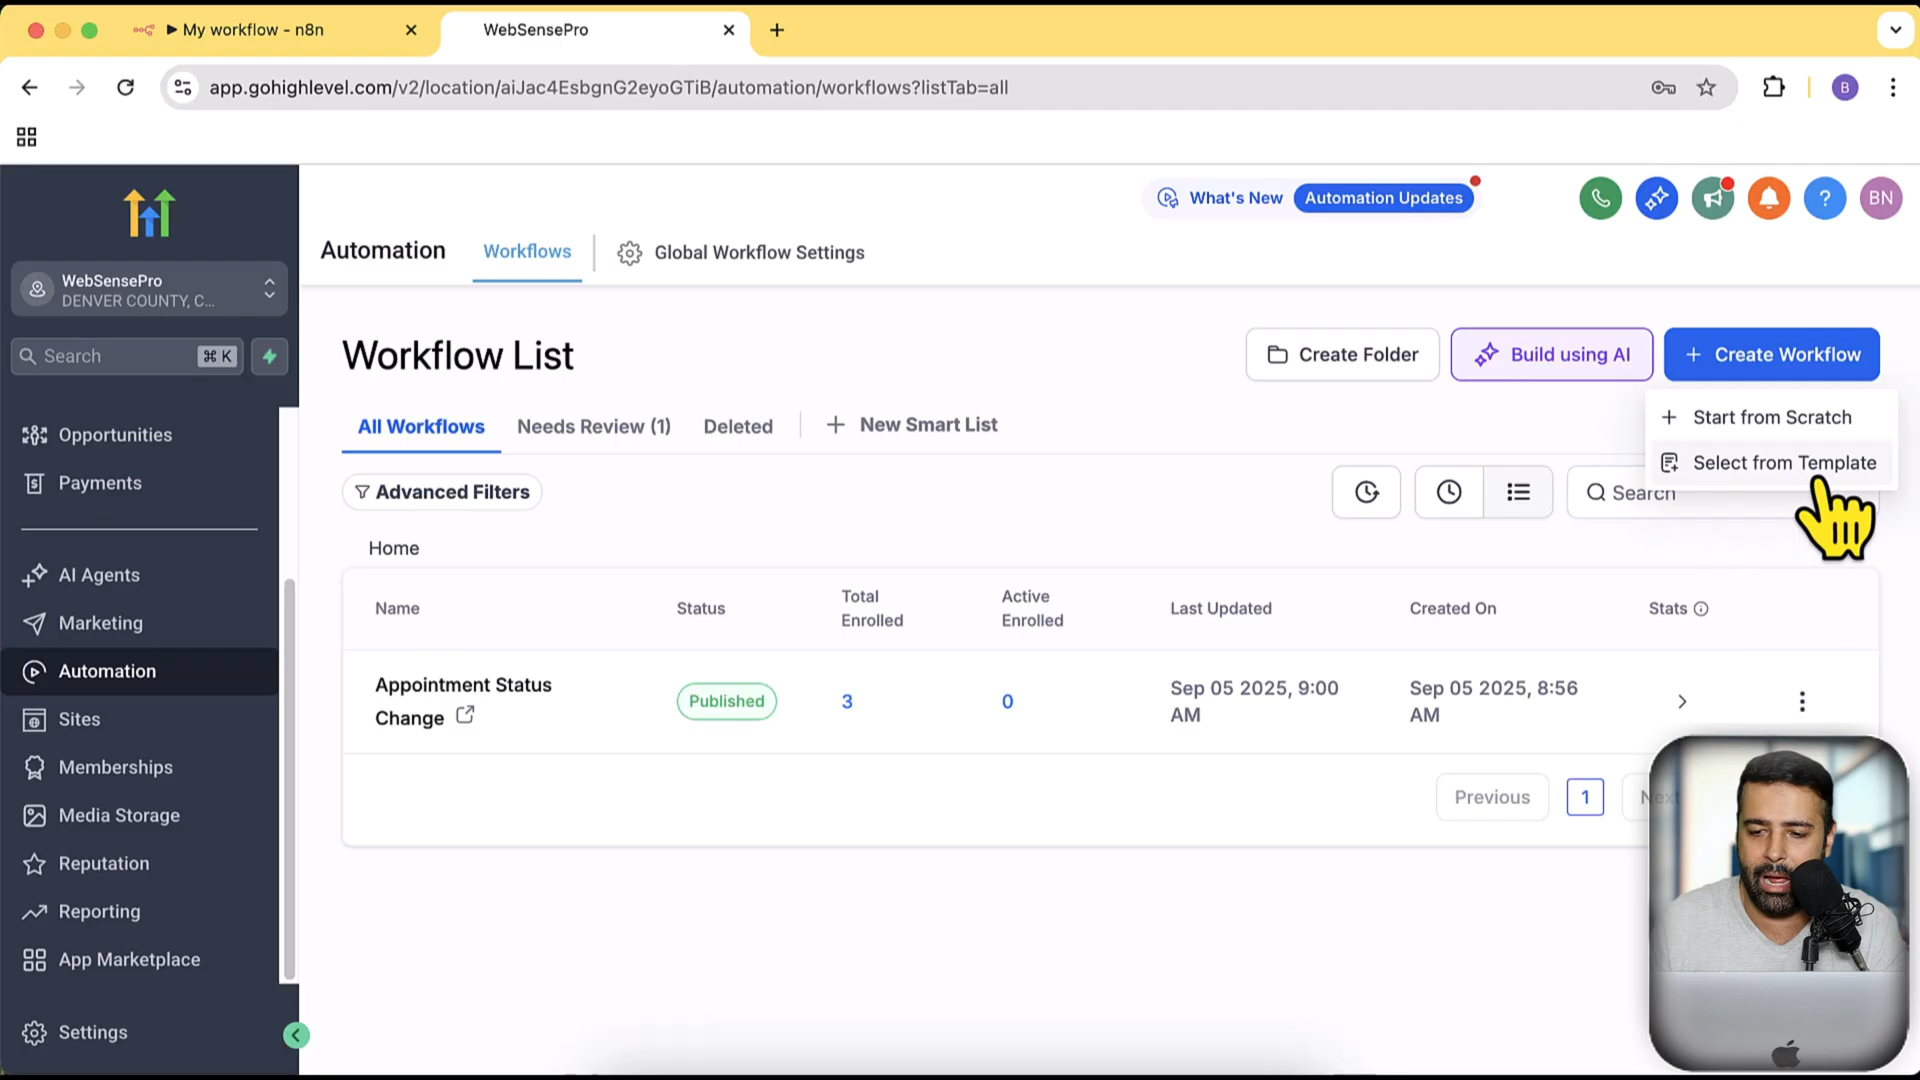 My workflow - n8n
WebSensePro
app.gohighlevel.com/v2/location/aiJac4EsbgnG2eyoGTiB/automation/workflows?listTab=all
B
What's New
Automation Updates
?
BN
WebSensePro
DENVER COUNTY, C...
Search
⌘ K
Automation
Workflows
Global Workflow Settings
Workflow List
Create Folder
Build using AI
+ Create Workflow
+ Start from Scratch
Select from Template
All Workflows
Needs Review (1)
Deleted
+ New Smart List
Advanced Filters
Search
Home
Name
Status
Total
Enrolled
Active
Enrolled
Last Updated
Created On
Stats
Appointment Status
Change
Published
3
0
Sep 05 2025, 9:00
AM
Sep 05 2025, 8:56
AM
Previous
1
Next
Opportunities
Payments
AI Agents
Marketing
Automation
Sites
Memberships
Media Storage
Reputation
Reporting
App Marketplace
Settings